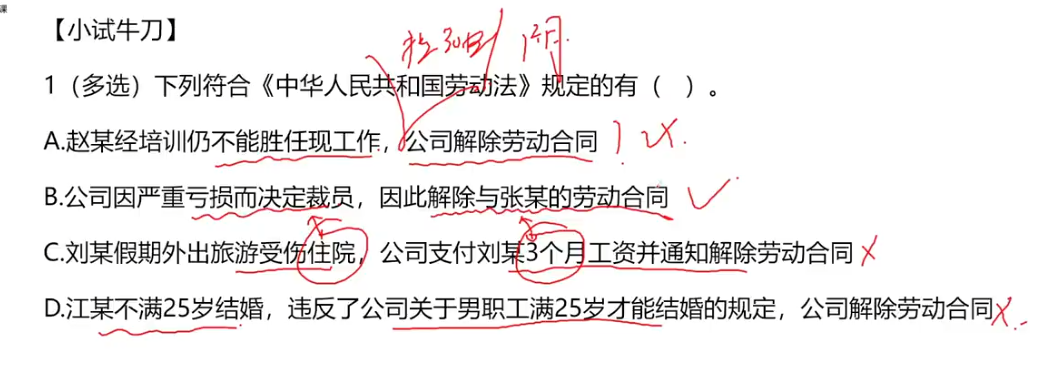 课
【小试牛刀】
1（多选）下列符合《中华人民共和国劳动法》规定的有（ ）。
A.赵某经培训仍不能胜任现工作，公司解除劳动合同
B.公司因严重亏损而决定裁员，因此解除与张某的劳动合同
C.刘某假期外出旅游受伤住院，公司支付刘某3个月工资并通知解除劳动合同
D.江某不满25岁结婚，违反了公司关于男职工满25岁才能结婚的规定，公司解除劳动合同